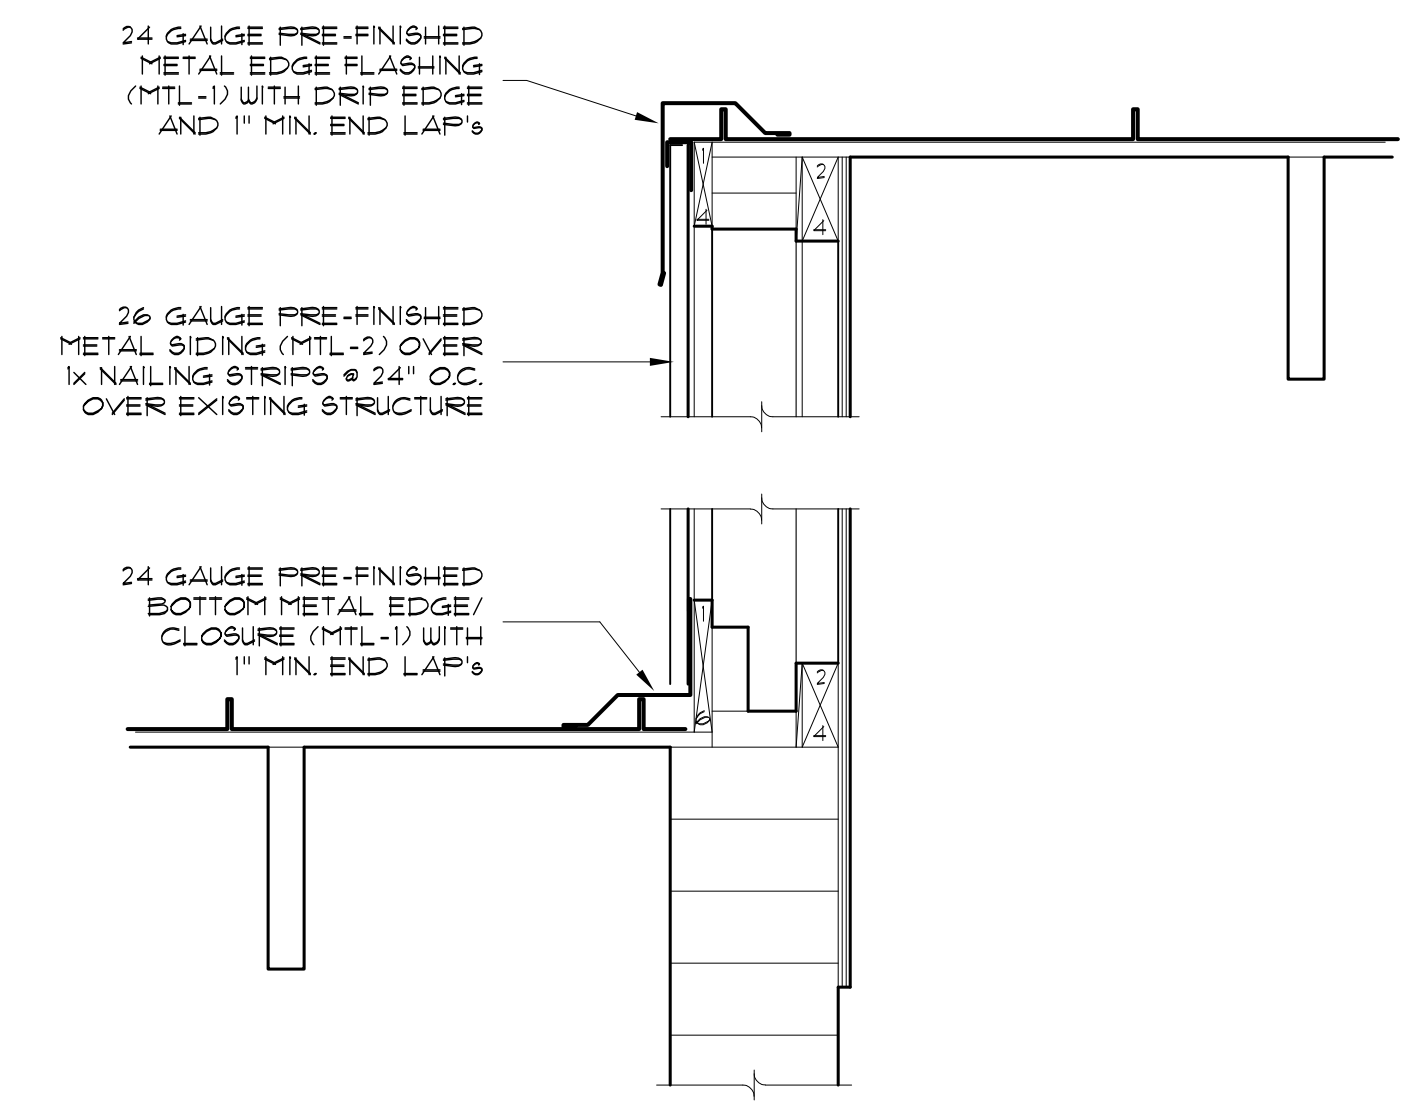 24 GAUGE PRE-FINISHED
METAL EDGE FLASHING
(MTL-1) WITH DRIP EDGE
AND 1" MIN. END LAP's
1
4
2
4
26 GAUGE PRE-FINISHED
METAL SIDING (MTL-2) OVER
1x NAILING STRIPS @ 24" O.C.
OVER EXISTING STRUCTURE
24 GAUGE PRE-FINISHED
BOTTOM METAL EDGE/
CLOSURE (MTL-1) WITH
1" MIN. END LAP's
1
6
2
4